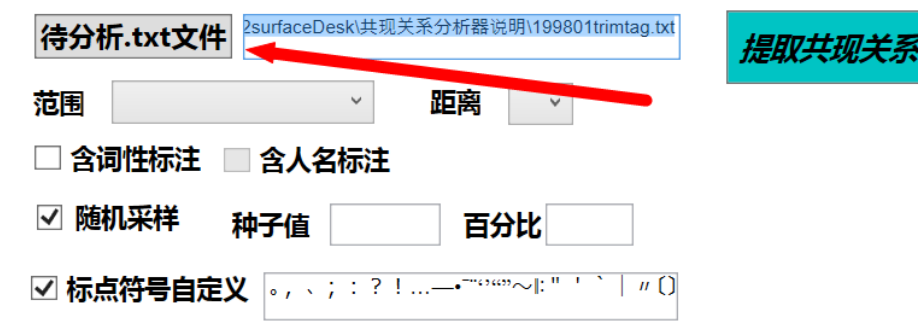 待分析.txt文件 2surfaceDesk\共现关系分析器说明\199801trimtag.txt 提取共现关系
范围 距离
含词性标注 含人名标注
随机采样 种子值 百分比
标点符号自定义 。,、;:?!…—·ˉ¨‘’“”~‖:"'`|〃〔〕